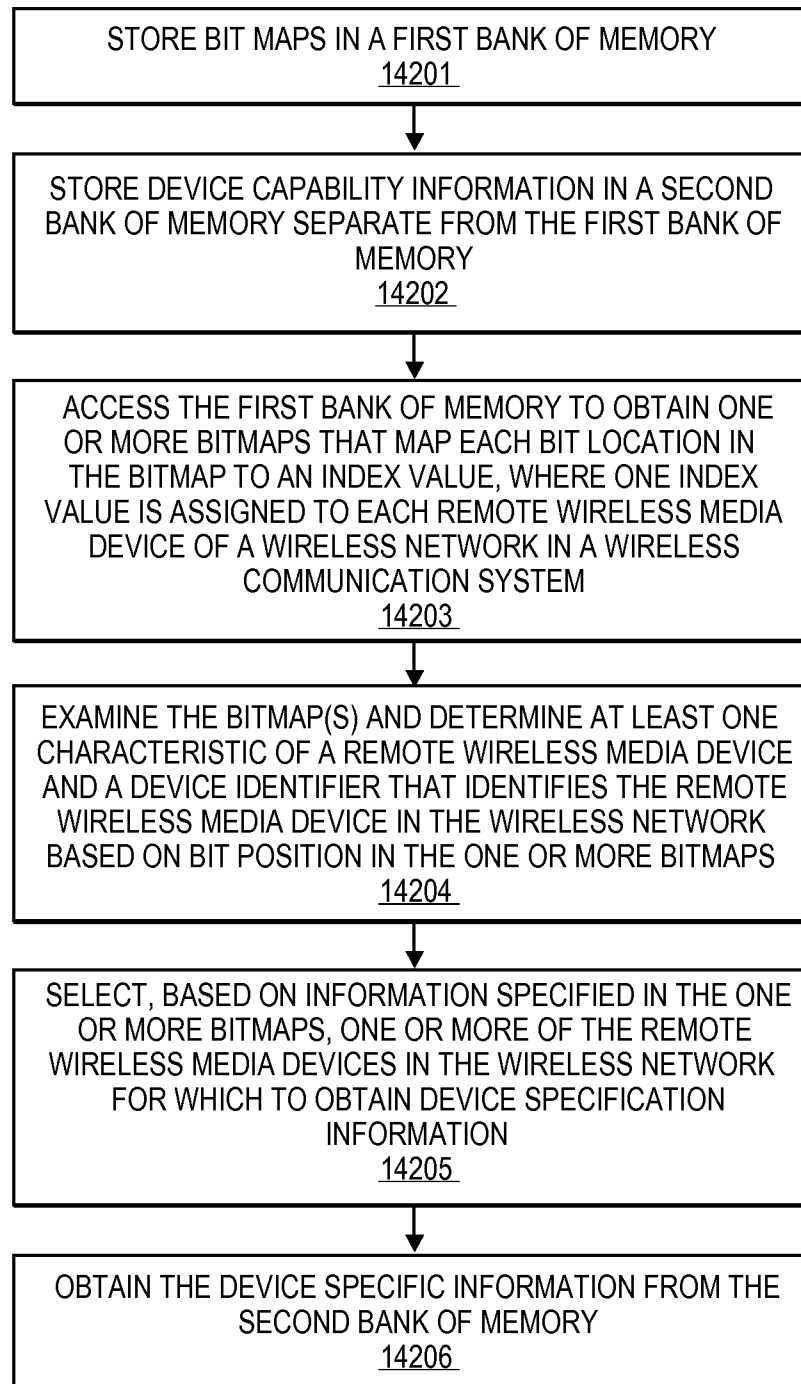 STORE BIT MAPS IN A FIRST BANK OF MEMORY
14201
STORE DEVICE CAPABILITY INFORMATION IN A SECOND
BANK OF MEMORY SEPARATE FROM THE FIRST BANK OF
MEMORY
14202
ACCESS THE FIRST BANK OF MEMORY TO OBTAIN ONE
OR MORE BITMAPS THAT MAP EACH BIT LOCATION IN
THE BITMAP TO AN INDEX VALUE, WHERE ONE INDEX
VALUE IS ASSIGNED TO EACH REMOTE WIRELESS MEDIA
DEVICE OF A WIRELESS NETWORK IN A WIRELESS
COMMUNICATION SYSTEM
14203
EXAMINE THE BITMAP(S) AND DETERMINE AT LEAST ONE
CHARACTERISTIC OF A REMOTE WIRELESS MEDIA DEVICE
AND A DEVICE IDENTIFIER THAT IDENTIFIES THE REMOTE
WIRELESS MEDIA DEVICE IN THE WIRELESS NETWORK
BASED ON BIT POSITION IN THE ONE OR MORE BITMAPS
14204
SELECT, BASED ON INFORMATION SPECIFIED IN THE ONE
OR MORE BITMAPS, ONE OR MORE OF THE REMOTE
WIRELESS MEDIA DEVICES IN THE WIRELESS NETWORK
FOR WHICH TO OBTAIN DEVICE SPECIFICATION
INFORMATION
14205
OBTAIN THE DEVICE SPECIFIC INFORMATION FROM THE
SECOND BANK OF MEMORY
14206